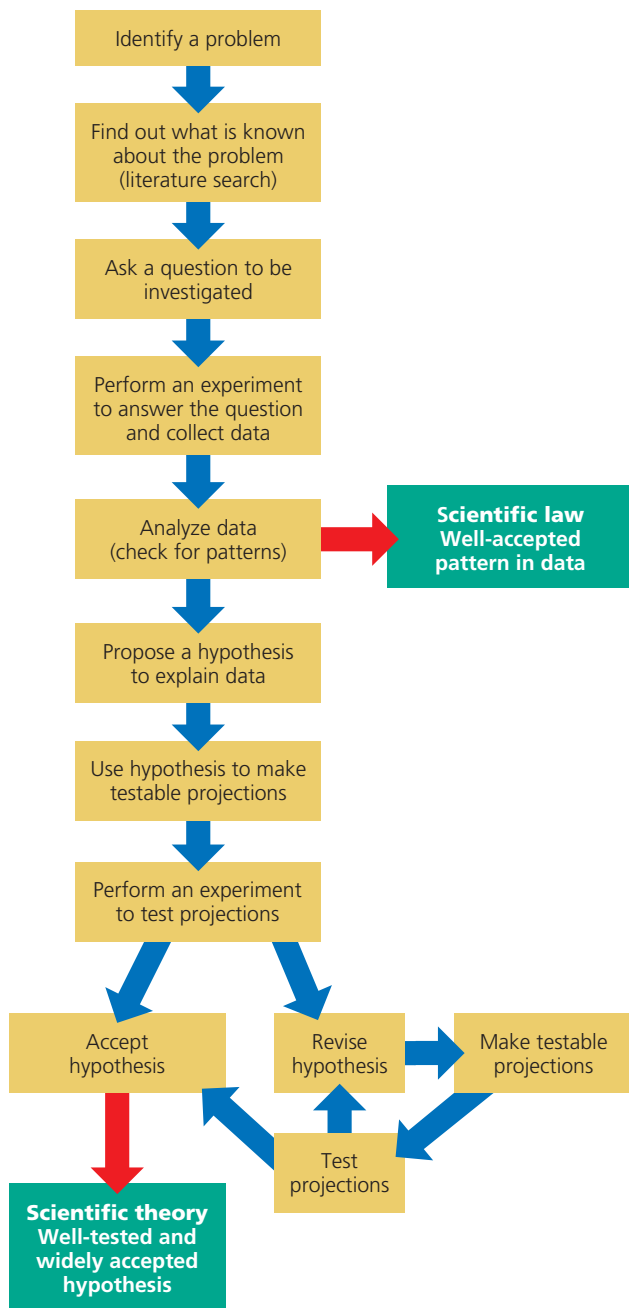 Identify a problem
Find out what is known
about the problem
(literature search)
Ask a question to be
investigated
Perform an experiment
to answer the question
and collect data
Analyze data
(check for patterns)
Scientific law
Well-accepted
pattern in data
Propose a hypothesis
to explain data
Use hypothesis to make
testable projections
Perform an experiment
to test projections
Accept
hypothesis
Revise
hypothesis
Make testable
projections
Test
projections
Scientific theory
Well-tested and
widely accepted
hypothesis